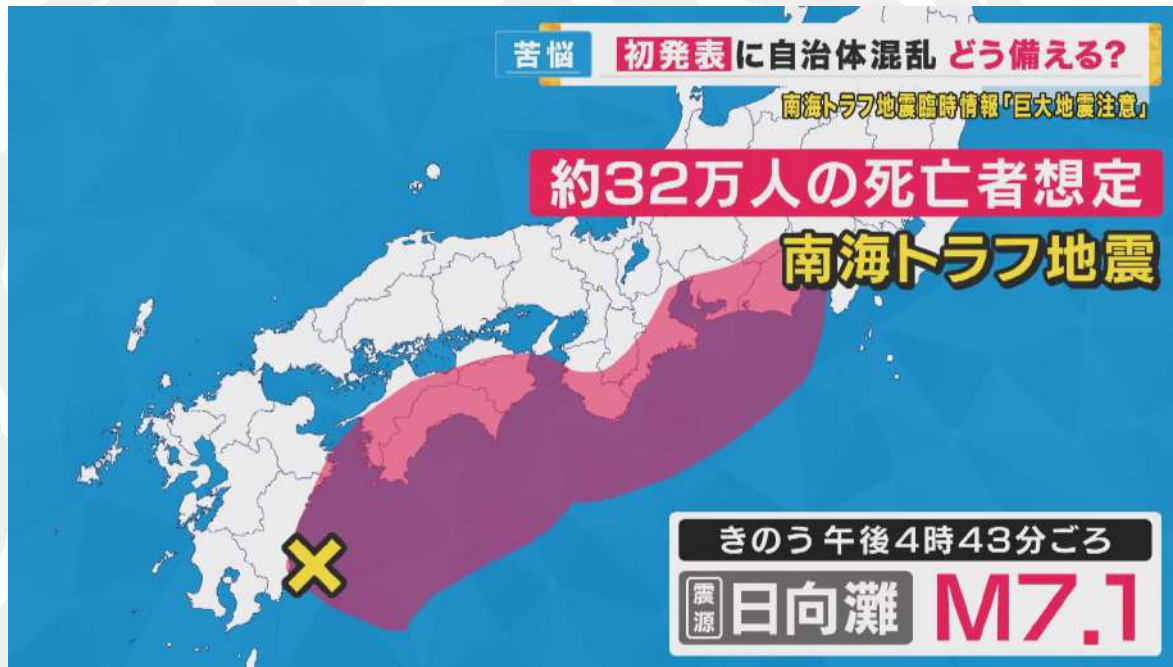 苦悩
初発表に自治体混乱 どう備える?
南海トラフ地震臨時情報「巨大地震注意」
約32万人の死亡者想定
南海トラフ地震
きのう 午後4時43分ごろ
震源 日向灘 M7.1